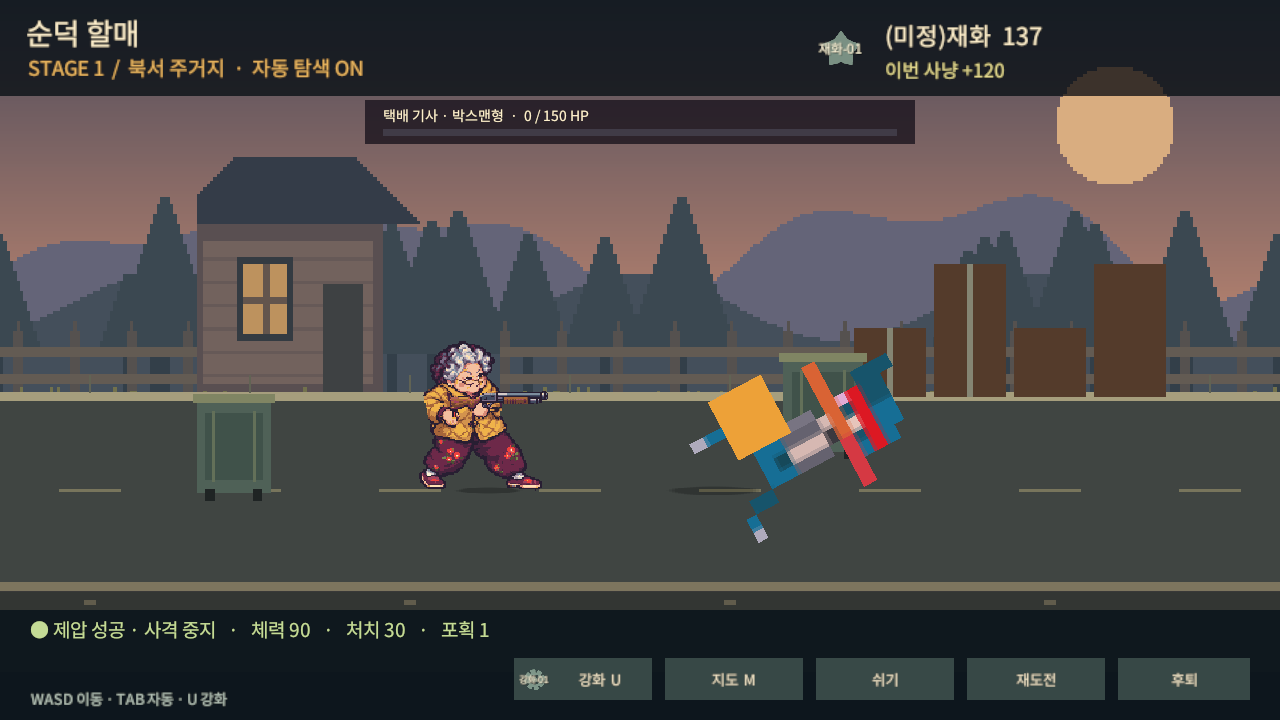 순덕 할매
STAGE 1 / 북서 주거지 · 자동 탐색 ON
재화-01
(미정)재화 137
이번 사냥 +120
택배 기사 · 박스맨형 · 0 / 150 HP
제압 성공 · 사격 중지 · 체력 90 · 처치 30 · 포획 1
강화-01 강화 U
지도 M
쉬기
재도전
후퇴
WASD 이동 · TAB 자동 · U 강화